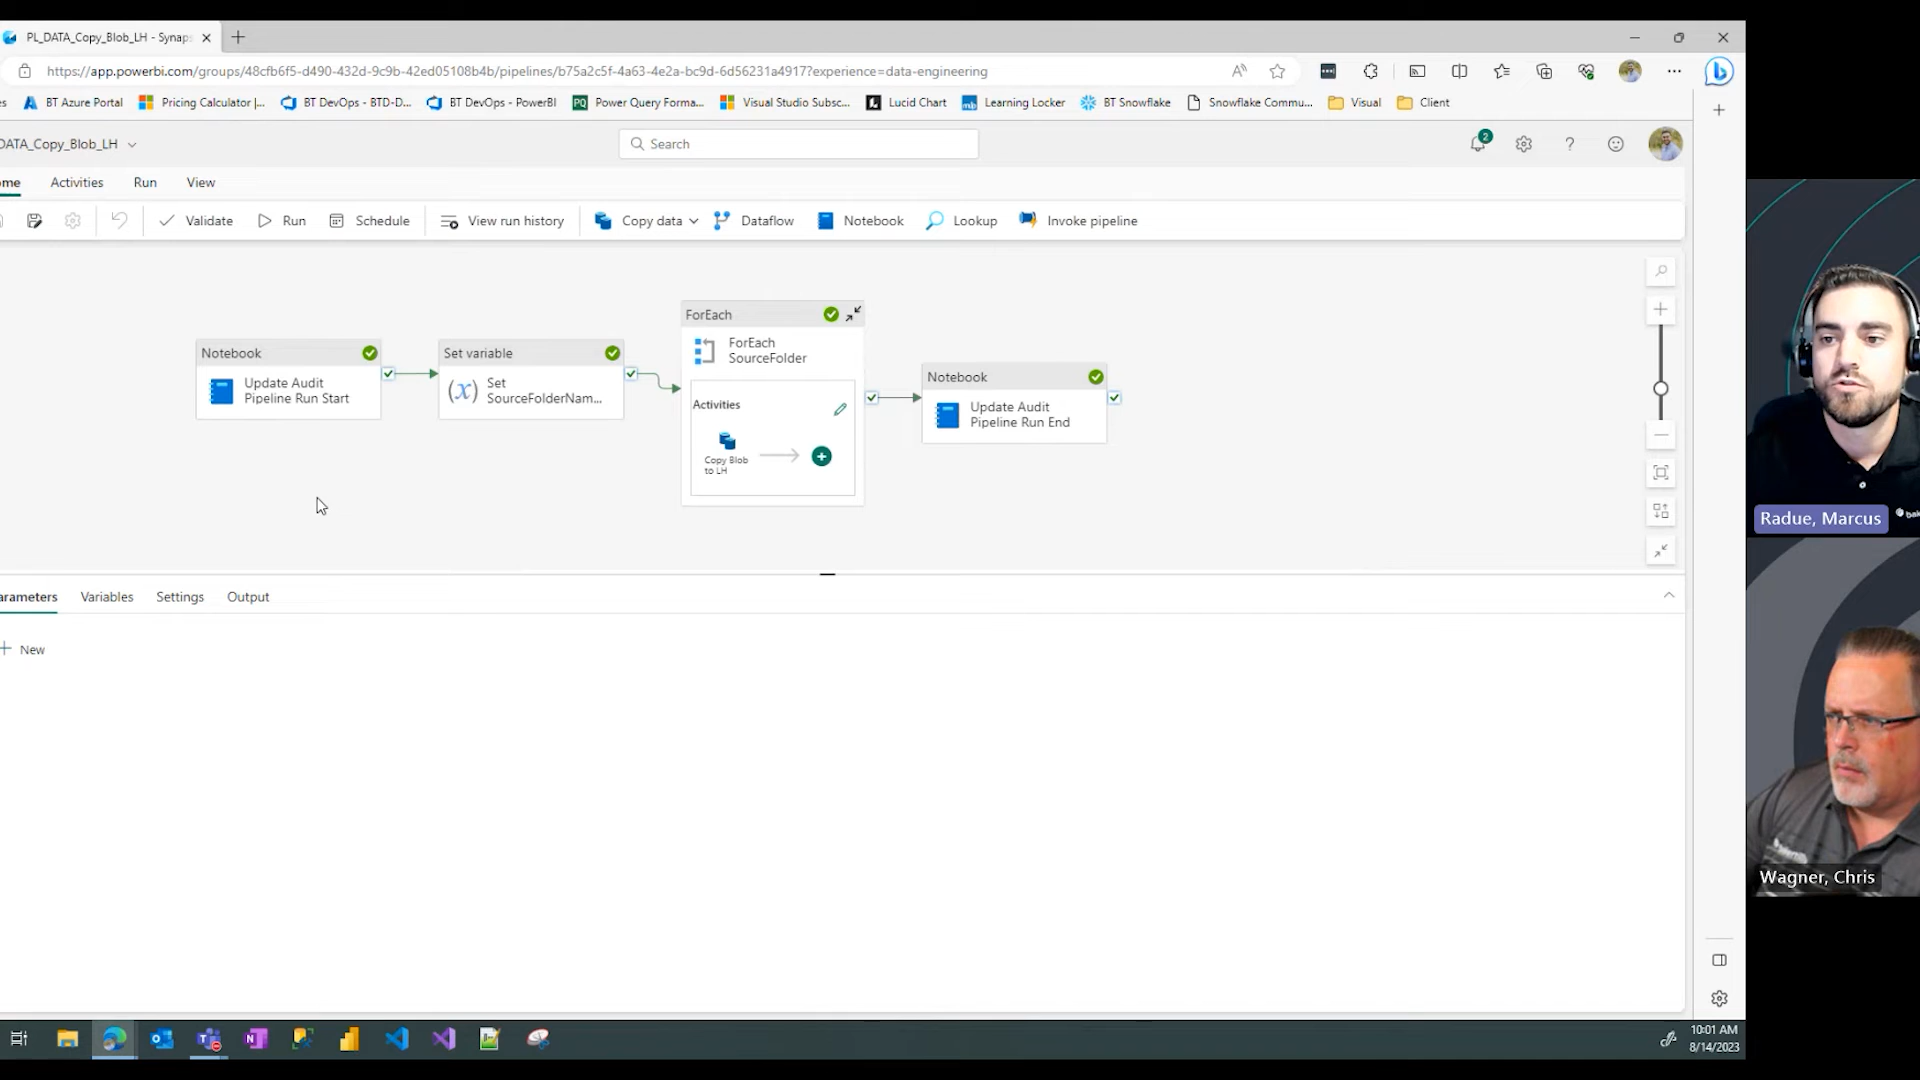 PL_DATA_Copy_Blob_LH - Synaps
https://app.powerbi.com/groups/48cfb6f5-d490-432d-9c9b-42ed05108b4b/pipelines/b75a2c5f-4a63-4e2a-bc9d-6d56231a4917?experience=data-engineering
es BT Azure Portal Pricing Calculator |... BT DevOps - BTD-D... BT DevOps - PowerBI PQ Power Query Forma... Visual Studio Subsc... Lucid Chart Learning Locker BT Snowflake Snowflake Commu... Visual Client
DATA_Copy_Blob_LH Search 2
ome Activities Run View
Validate Run Schedule View run history Copy data Dataflow Notebook Lookup Invoke pipeline
Notebook
Update Audit
Pipeline Run Start
Set variable
(x) Set
SourceFolderNam...
ForEach
ForEach
SourceFolder
Activities
Copy Blob
to LH
Notebook
Update Audit
Pipeline Run End
arameters Variables Settings Output
+ New
Radue, Marcus
Wagner, Chris
10:01 AM
8/14/2023